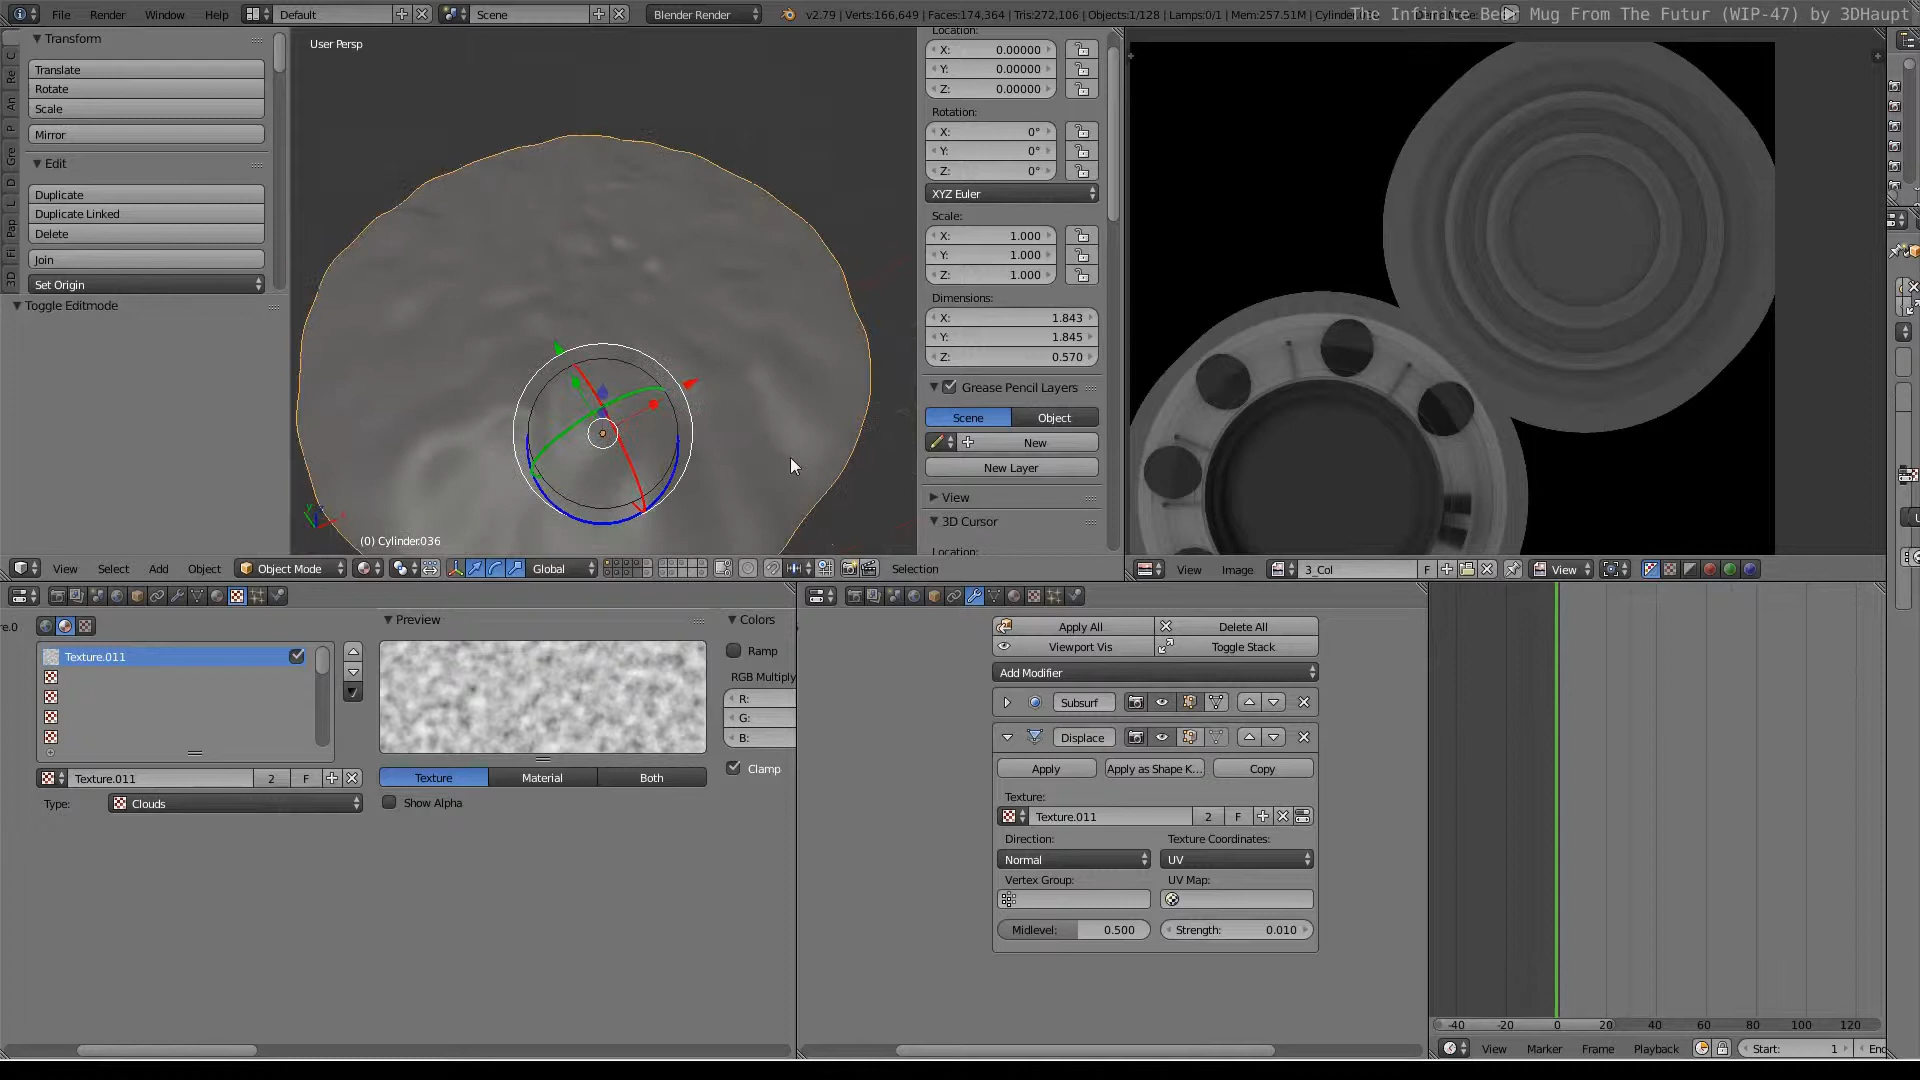 File Render Window Help Default Scene Blender Render v2.79 | Verts:166,649 | Faces:174,364 | Tris:272,106 | Objects:1/128 | Lamps:0/1 | Mem:257.51M |
The Infinite Beer Mug From The Futur (WIP-47) by 3DHaupt
Transform
Translate
Rotate
Scale
Mirror
Edit
Duplicate
Duplicate Linked
Delete
Join
Set Origin
Toggle Editmode
C
Re
An
P
Gre
D
L
Pap
Fi
3D
User Persp
(0) Cylinder.036
Location:
X: 0.00000
Y: 0.00000
Z: 0.00000
Rotation:
X: 0°
Y: 0°
Z: 0°
XYZ Euler
Scale:
X: 1.000
Y: 1.000
Z: 1.000
Dimensions:
X: 1.843
Y: 1.845
Z: 0.570
Grease Pencil Layers
Scene Object
New
New Layer
View
3D Cursor
Location:
View Select Add Object Object Mode Global Selection
View Image 3_Col F View
re.0
Texture.011
Texture.011 2 F
Type: Clouds
Preview
Texture Material Both
Show Alpha
Colors
Ramp
RGB Multiply
R:
G:
B:
Clamp
Apply All Delete All
Viewport Vis Toggle Stack
Add Modifier
Subsurf
Displace
Apply Apply as Shape K... Copy
Texture:
Texture.011 2 F
Direction: Texture Coordinates:
Normal UV
Vertex Group: UV Map:
Midlevel: 0.500 Strength: 0.010
-40 -20 0 20 40 60 80 100 120
View Marker Frame Playback Start: 1